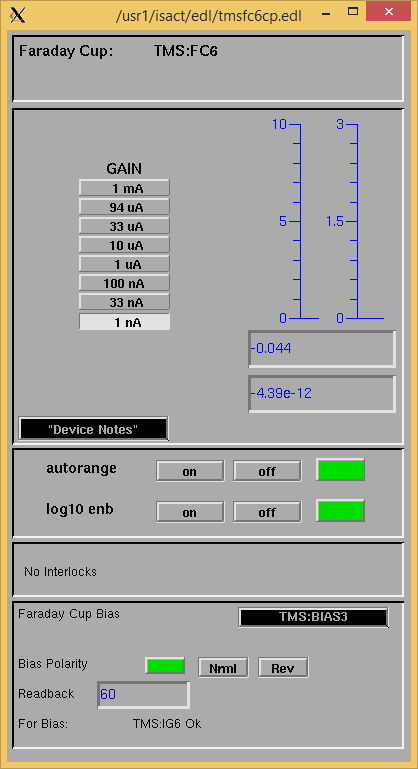 /usr1/isact/edl/tmsfc6cp.edl
Faraday Cup: TMS:FC6
GAIN
1 mA
94 uA
33 uA
10 uA
1 uA
100 nA
33 nA
1 nA
10 3
5 1.5
0 0
-0.044
-4.39e-12
"Device Notes"
autorange on off
log10 enb on off
No Interlocks
Faraday Cup Bias TMS:BIAS3
Bias Polarity Nrml Rev
Readback 60
For Bias: TMS:IG6 Ok